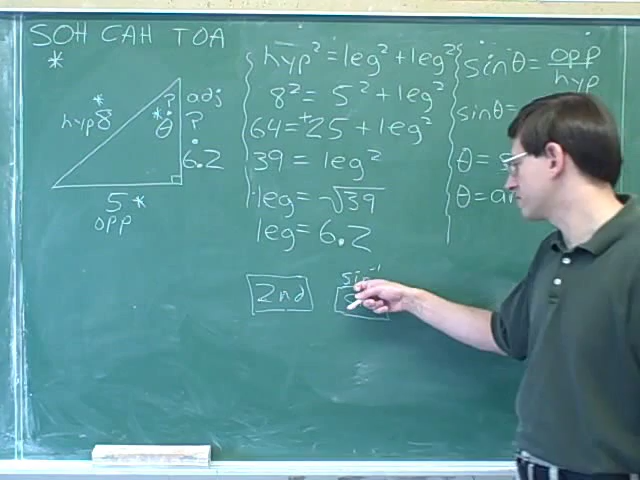 SOH CAH TOA
*
hyp² = leg² + leg²
8² = 5² + leg²
64 = 25 + leg²
39 = leg²
leg = √39
leg = 6.2
sinθ = opp/hyp
sinθ =
θ =
θ =
* hyp 8
? adj
* θ ?
6.2
5 *
opp
2nd
sin⁻¹